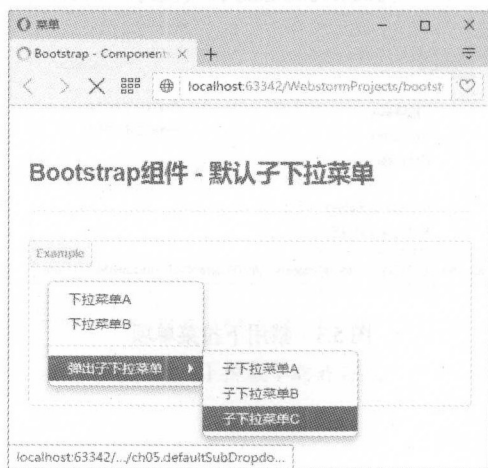 菜单
Bootstrap - Component
localhost:63342/WebstormProjects/bootst
Bootstrap组件 - 默认子下拉菜单
Example
下拉菜单A
下拉菜单B
弹出子下拉菜单
子下拉菜单A
子下拉菜单B
子下拉菜单C
localhost:63342/.../ch05.defaultSubDropdo...